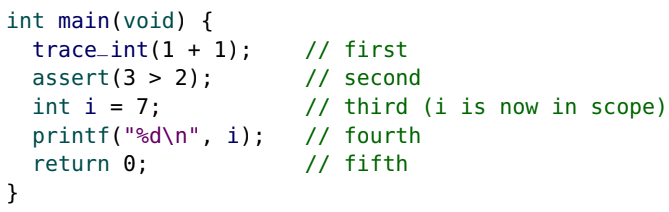 int main(void) {
  trace_int(1 + 1);    // first
  assert(3 > 2);       // second
  int i = 7;           // third (i is now in scope)
  printf("%d\n", i);   // fourth
  return 0;            // fifth
}